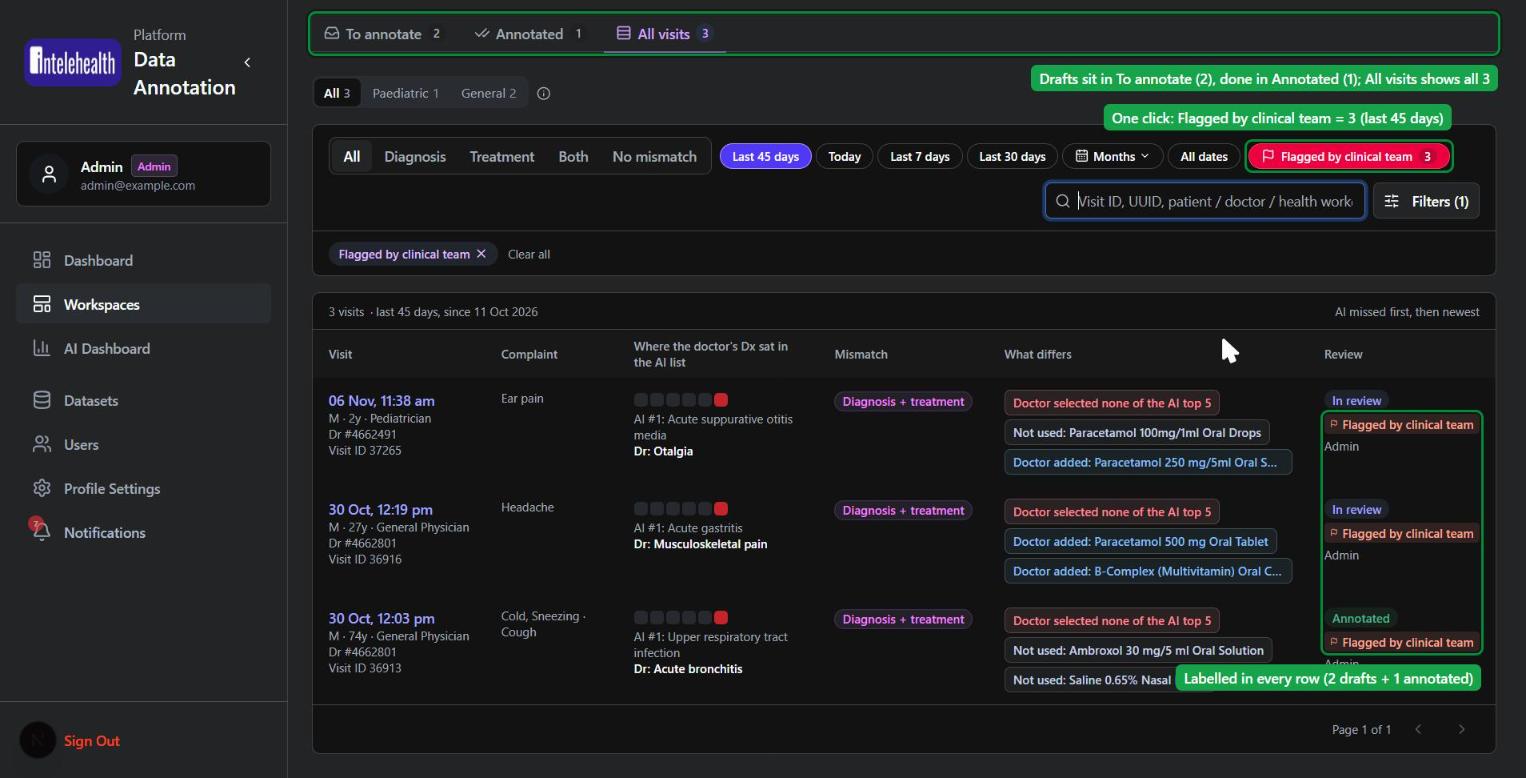 intelehealth
Platform
Data
Annotation
Admin Admin
admin@example.com
Dashboard
Workspaces
AI Dashboard
Datasets
Users
Profile Settings
7
Notifications
Sign Out
To annotate 2 Annotated 1 All visits 3
Drafts sit in To annotate (2), done in Annotated (1); All visits shows all 3
All 3 Paediatric 1 General 2
One click: Flagged by clinical team = 3 (last 45 days)
All Diagnosis Treatment Both No mismatch Last 45 days Today Last 7 days Last 30 days Months All dates Flagged by clinical team 3
Visit ID, UUID, patient / doctor / health work Filters (1)
Flagged by clinical team Clear all
3 visits · last 45 days, since 11 Oct 2026 AI missed first, then newest
Visit Complaint Where the doctor's Dx sat in the AI list Mismatch What differs Review
06 Nov, 11:38 am
M · 2y · Pediatrician
Dr #4662491
Visit ID 37265
Ear pain
AI #1: Acute suppurative otitis
media
Dr: Otalgia
Diagnosis + treatment
Doctor selected none of the AI top 5
Not used: Paracetamol 100mg/1ml Oral Drops
Doctor added: Paracetamol 250 mg/5ml Oral S...
In review
Flagged by clinical team
Admin
30 Oct, 12:19 pm
M · 27y · General Physician
Dr #4662801
Visit ID 36916
Headache
AI #1: Acute gastritis
Dr: Musculoskeletal pain
Diagnosis + treatment
Doctor selected none of the AI top 5
Doctor added: Paracetamol 500 mg Oral Tablet
Doctor added: B-Complex (Multivitamin) Oral C...
In review
Flagged by clinical team
Admin
30 Oct, 12:03 pm
M · 74y · General Physician
Dr #4662801
Visit ID 36913
Cold, Sneezing ·
Cough
AI #1: Upper respiratory tract
infection
Dr: Acute bronchitis
Diagnosis + treatment
Doctor selected none of the AI top 5
Not used: Ambroxol 30 mg/5 ml Oral Solution
Not used: Saline 0.65% Nasal
Annotated
Flagged by clinical team
Labelled in every row (2 drafts + 1 annotated)
Page 1 of 1